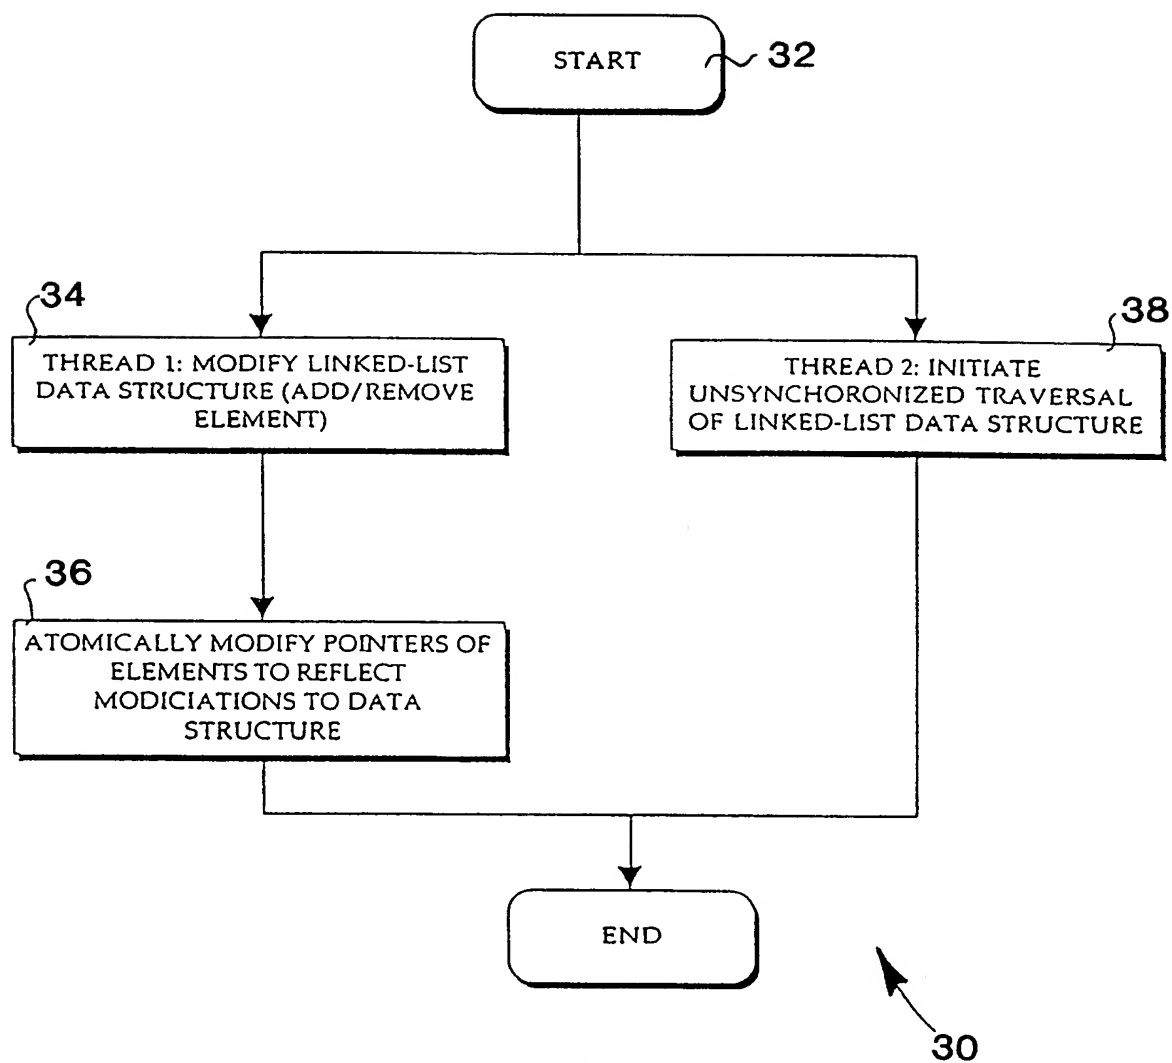 START
32
34
THREAD 1: MODIFY LINKED-LIST
DATA STRUCTURE (ADD/REMOVE
ELEMENT)
38
THREAD 2: INITIATE
UNSYNCHORONIZED TRAVERSAL
OF LINKED-LIST DATA STRUCTURE
36
ATOMICALLY MODIFY POINTERS OF
ELEMENTS TO REFLECT
MODICIATIONS TO DATA
STRUCTURE
END
30